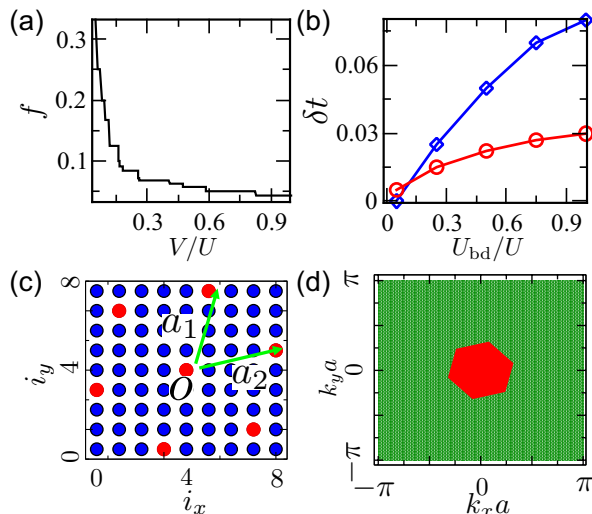 (a)
0.3
0.2
0.1
f
0.3 0.6 0.9
V/U
(b)
0.06
0.03
0
δt
0 0.3 0.6 0.9
U_bd/U
(c)
8
4
0
i_y
a_1
a_2
O
0 4 8
i_x
(d)
π
0
−π
k_y a
−π 0 π
k_x a